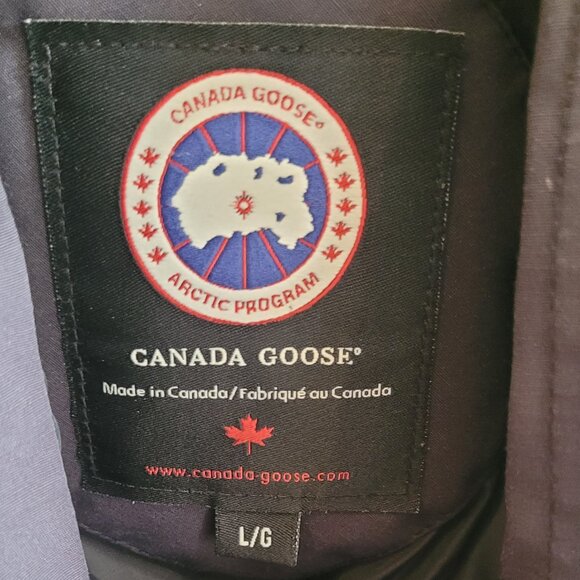 CANADA GOOSE®
ARCTIC PROGRAM
CANADA GOOSE®
Made in Canada/Fabriqué au Canada
www.canada-goose.com
L/G